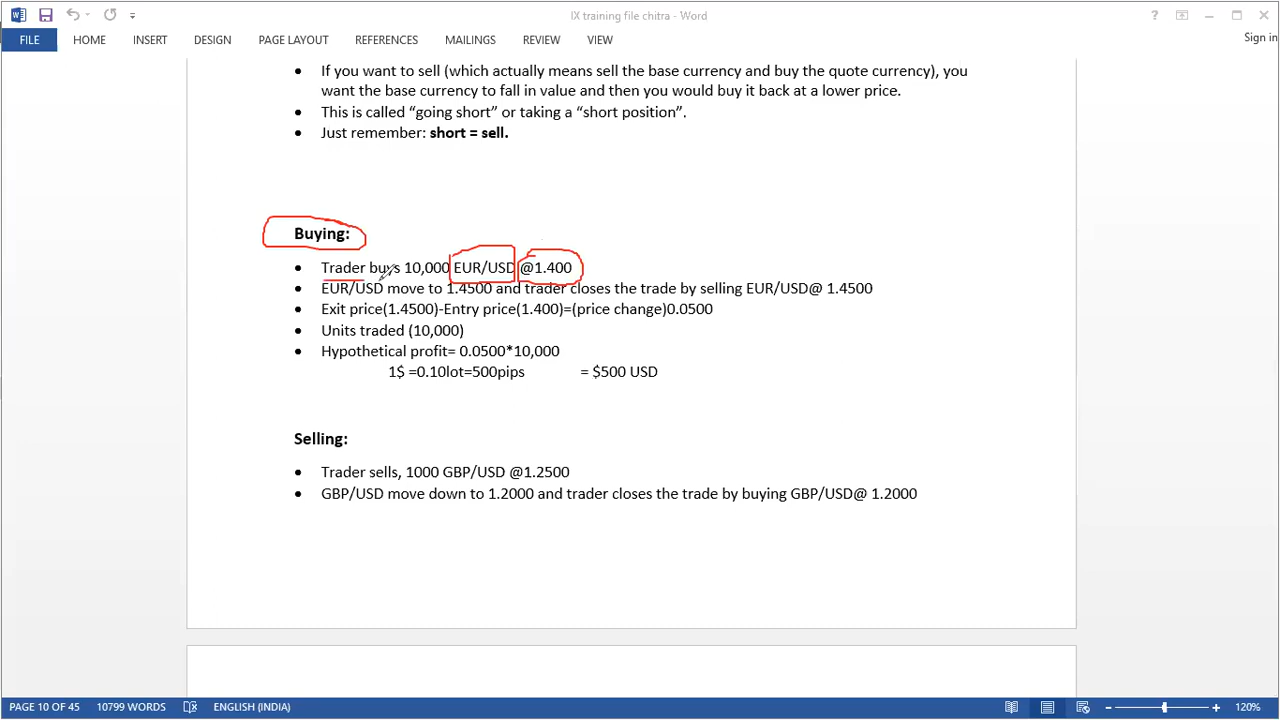 IX training file chitra - Word
?
FILE HOME INSERT DESIGN PAGE LAYOUT REFERENCES MAILINGS REVIEW VIEW Sign in
• If you want to sell (which actually means sell the base currency and buy the quote currency), you
want the base currency to fall in value and then you would buy it back at a lower price.
• This is called “going short” or taking a “short position”.
• Just remember: short = sell.
Buying:
• Trader buys 10,000 EUR/USD @1.400
• EUR/USD move to 1.4500 and trader closes the trade by selling EUR/USD@ 1.4500
• Exit price(1.4500)-Entry price(1.400)=(price change)0.0500
• Units traded (10,000)
• Hypothetical profit= 0.0500*10,000
1$ =0.10lot=500pips = $500 USD
Selling:
• Trader sells, 1000 GBP/USD @1.2500
• GBP/USD move down to 1.2000 and trader closes the trade by buying GBP/USD@ 1.2000
PAGE 10 OF 45 10799 WORDS ENGLISH (INDIA) 120%